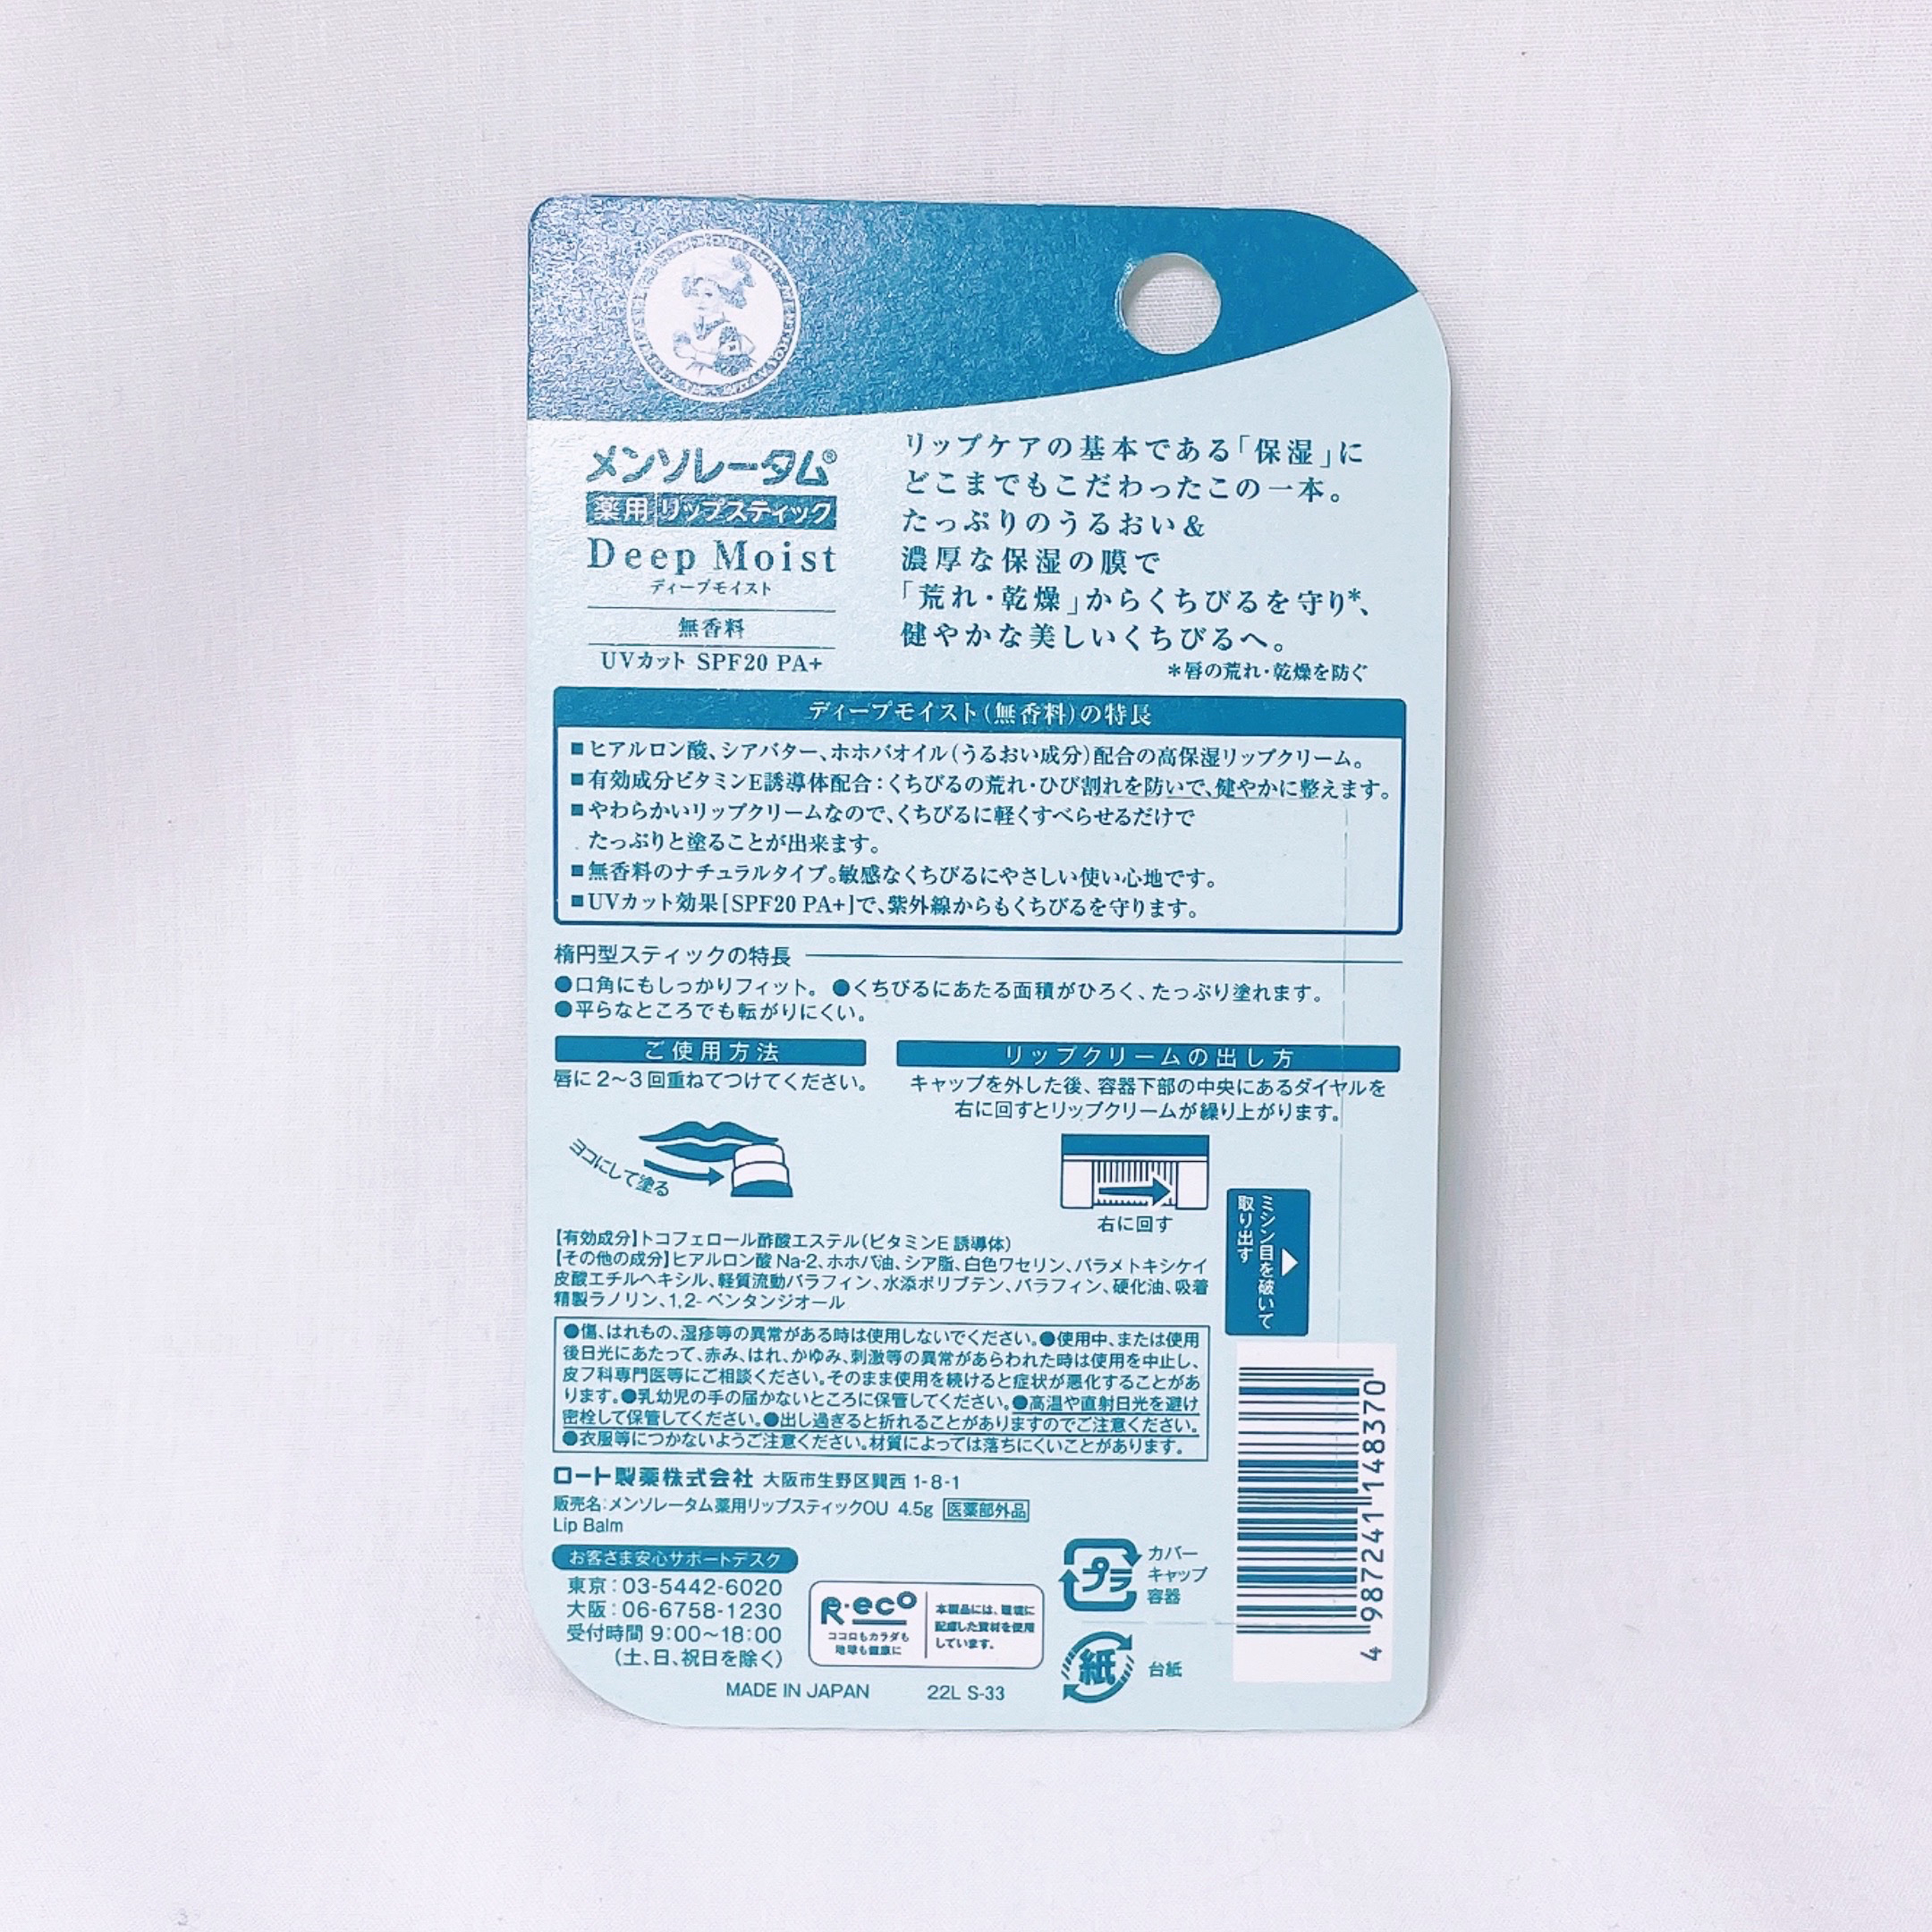 メンソレータム®
薬用 リップスティック
Deep Moist
ディープモイスト
無香料
UVカット SPF20 PA+
リップケアの基本である「保湿」に
どこまでもこだわったこの一本。
たっぷりのうるおい&
濃厚な保湿の膜で
「荒れ・乾燥」からくちびるを守り*、
健やかな美しいくちびるへ。
*唇の荒れ・乾燥を防ぐ
ディープモイスト(無香料)の特長
■ヒアルロン酸、シアバター、ホホバオイル(うるおい成分)配合の高保湿リップクリーム。
■有効成分ビタミンE誘導体配合:くちびるの荒れ・ひび割れを防いで、健やかに整えます。
■やわらかいリップクリームなので、くちびるに軽くすべらせるだけで
たっぷりと塗ることが出来ます。
■無香料のナチュラルタイプ。敏感なくちびるにやさしい使い心地です。
■UVカット効果[SPF20 PA+]で、紫外線からもくちびるを守ります。
楕円型スティックの特長
●口角にもしっかりフィット。 ●くちびるにあたる面積がひろく、たっぷり塗れます。
●平らなところでも転がりにくい。
ご使用方法
唇に2～3回重ねてつけてください。
ヨコにして塗る
リップクリームの出し方
キャップを外した後、容器下部の中央にあるダイヤルを
右に回すとリップクリームが繰り上がります。
右に回す
ミシン目を破いて
取り出す
【有効成分】トコフェロール酢酸エステル(ビタミンE 誘導体)
【その他の成分】ヒアルロン酸Na-2、ホホバ油、シア脂、白色ワセリン、パラメトキシケイ
皮酸エチルヘキシル、軽質流動パラフィン、水添ポリブテン、パラフィン、硬化油、吸着
精製ラノリン、1,2-ペンタンジオール
●傷、はれもの、湿疹等の異常がある時は使用しないでください。●使用中、または使用
後日光にあたって、赤み、はれ、かゆみ、刺激等の異常があらわれた時は使用を中止し、
皮フ科専門医等にご相談ください。そのまま使用を続けると症状が悪化することがあ
ります。●乳幼児の手の届かないところに保管してください。●高温や直射日光を避け
密栓して保管してください。●出し過ぎると折れることがありますのでご注意ください。
●衣服等につかないようご注意ください。材質によっては落ちにくいことがあります。
ロート製薬株式会社 大阪市生野区巽西 1-8-1
販売名:メンソレータム薬用リップスティックOU 4.5g 医薬部外品
Lip Balm
お客さま安心サポートデスク
東京:03-5442-6020
大阪:06-6758-1230
受付時間 9:00～18:00
(土、日、祝日を除く)
R・eco
ココロもカラダも
地球も健康に
本製品には、環境に
配慮した資材を使用
しています。
プラ
カバー
キャップ
容器
紙
台紙
MADE IN JAPAN 22L S-33
4 987241 148370